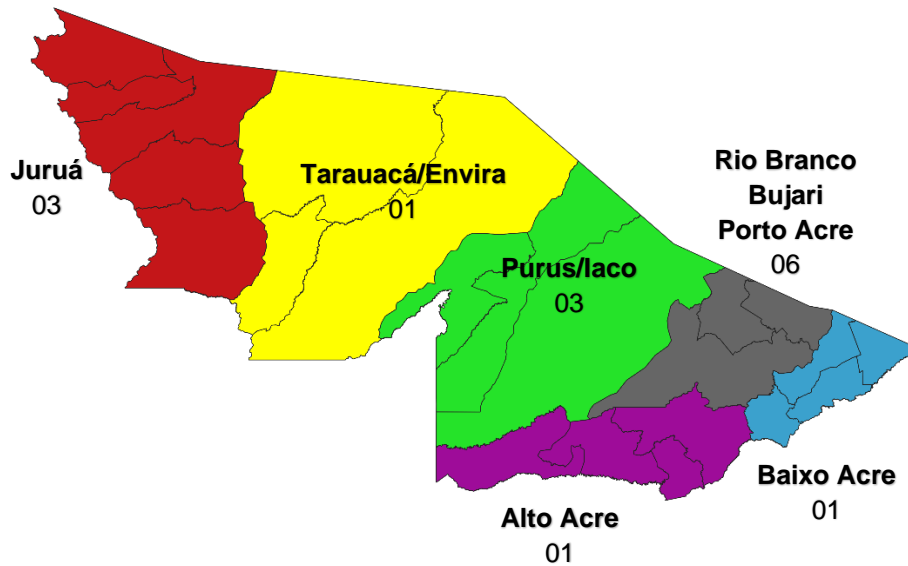 Juruá
03
Tarauacá/Envira
01
Purus/Iaco
03
Rio Branco
Bujari
Porto Acre
06
Baixo Acre
01
Alto Acre
01